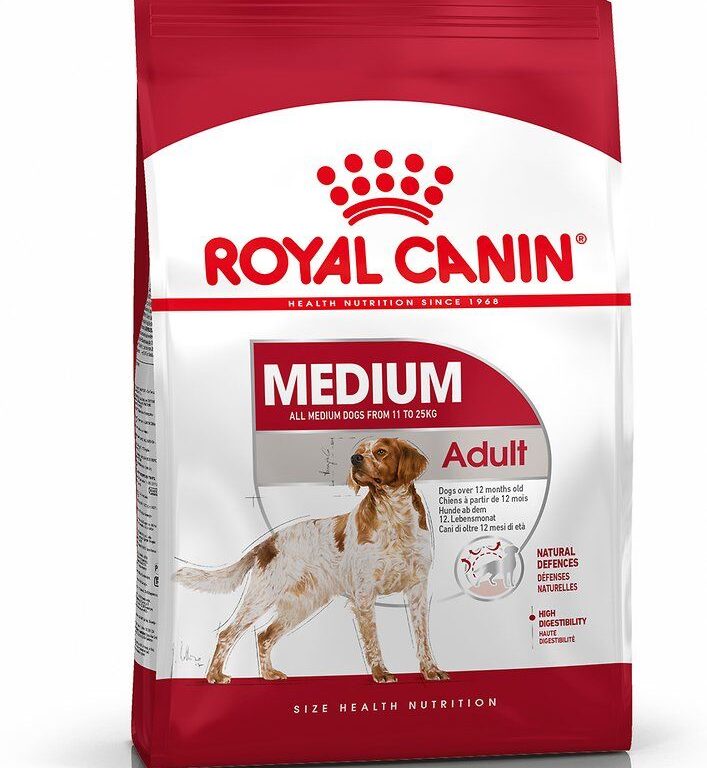 ROYAL CANIN®
HEALTH NUTRITION SINCE 1968
MEDIUM
ALL MEDIUM DOGS FROM 11 TO 25KG
Adult
Dogs over 12 months old
Chiens à partir de 12 mois
Hunde ab dem
12. Lebensmonat
Cani di oltre 12 mesi di età
NATURAL
DEFENCES
DÉFENSES
NATURELLES
HIGH
DIGESTIBILITY
HAUTE
DIGESTIBILITÉ
SIZE HEALTH NUTRITION